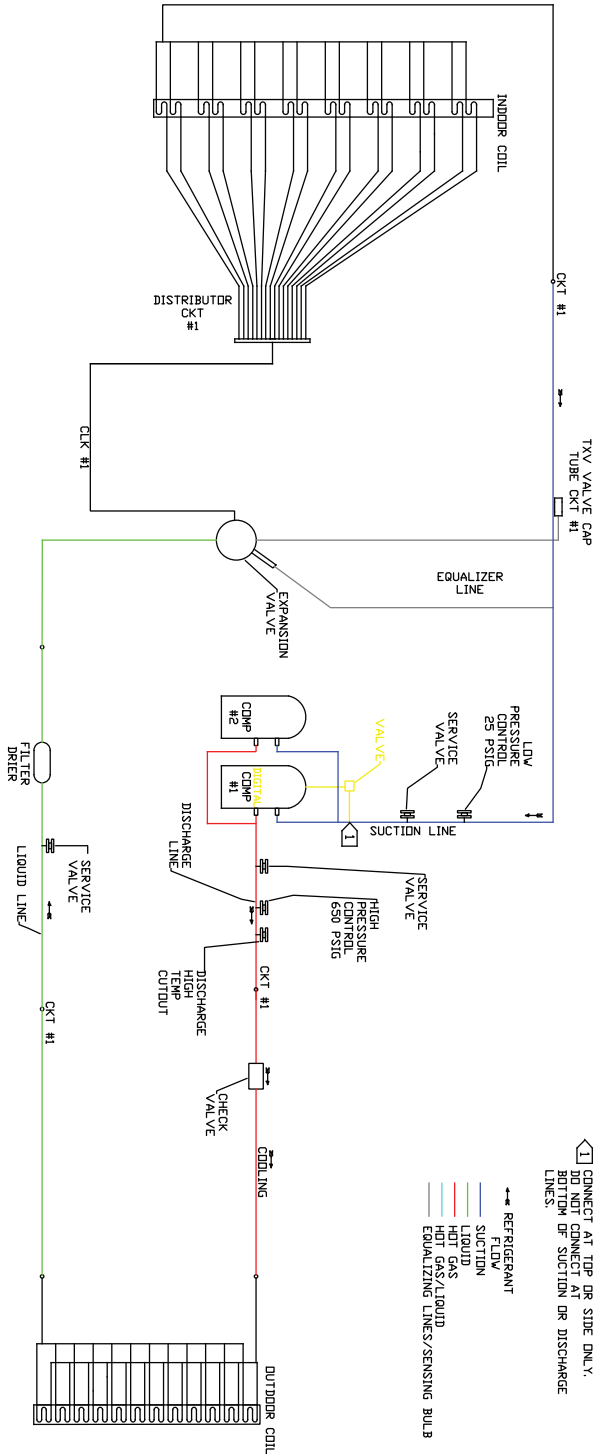 INDOOR COIL
DISTRIBUTOR
CKT
#1
CKT #1
CLK #1
TXV VALVE CAP
TUBE CKT #1
EQUALIZER
LINE
EXPANSION
VALVE
COMP
#2
DIGITAL
COMP
#1
VALVE
SERVICE
VALVE
LOW
PRESSURE
CONTROL
25 PSIG
1
SUCTION LINE
FILTER
DRIER
SERVICE
VALVE
LIQUID LINE
CKT #1
DISCHARGE
LINE
SERVICE
VALVE
HIGH
PRESSURE
CONTROL
650 PSIG
DISCHARGE
HIGH
TEMP
CUTOUT
CKT #1
CHECK
VALVE
COOLING
OUTDOOR COIL
1 CONNECT AT TOP OR SIDE ONLY.
DO NOT CONNECT AT
BOTTOM OF SUCTION OR DISCHARGE
LINES.
REFRIGERANT
FLOW
SUCTION
LIQUID
HOT GAS
HOT GAS/LIQUID
EQUALIZING LINES/SENSING BULB